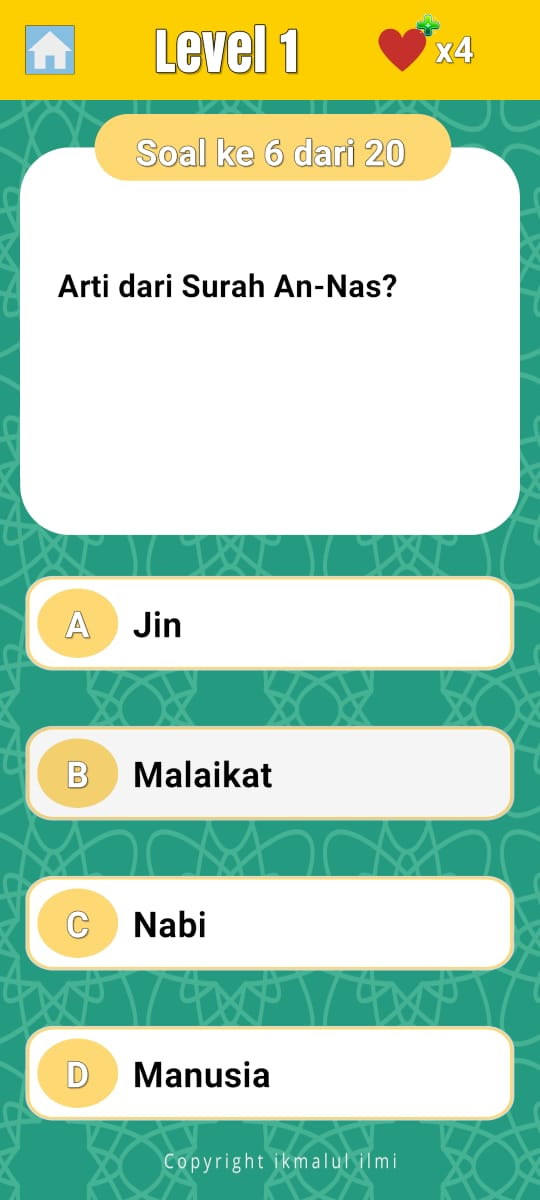 Level 1
x4
Soal ke 6 dari 20
Arti dari Surah An-Nas?
A Jin
B Malaikat
C Nabi
D Manusia
Copyright ikmalul ilmi